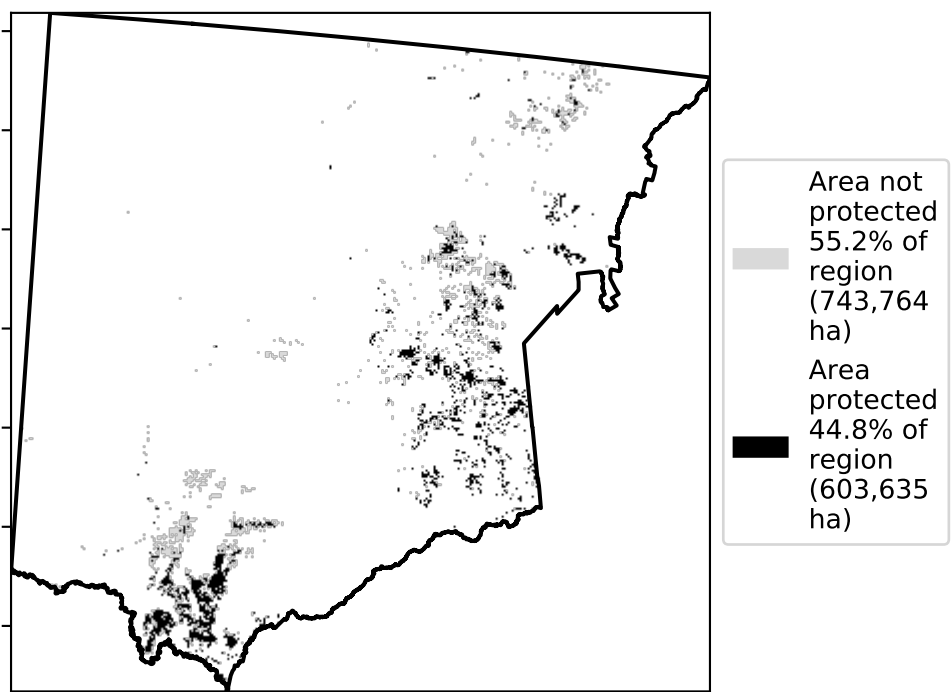 Area not
protected
55.2% of
region
(743,764
ha)
Area
protected
44.8% of
region
(603,635
ha)